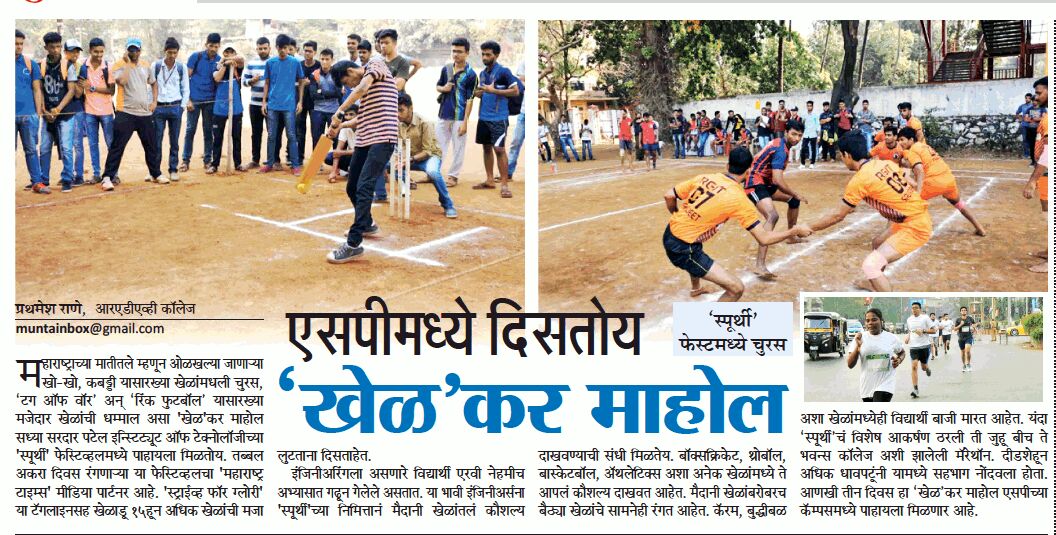 प्रथमेश राणे, आरएडीएव्ही कॉलेज
muntainbox@gmail.com
एसपीमध्ये दिसतोय
'खेळ'कर माहोल
'स्पूर्थी'
फेस्टमध्ये चुरस
महाराष्ट्राच्या मातीतले म्हणून ओळखल्या जाणाऱ्या
खो-खो, कबड्डी यासारख्या खेळांमधली चुरस,
'टग ऑफ वॉर' अन् 'रिंक फुटबॉल' यासारख्या
मजेदार खेळांची धम्माल असा 'खेळ'कर माहोल
सध्या सरदार पटेल इन्स्टिट्यूट ऑफ टेक्नोलॉजीच्या
'स्पूर्थी' फेस्टिव्हलमध्ये पाहायला मिळतोय. तब्बल
अकरा दिवस रंगणाऱ्या या फेस्टिव्हलचा 'महाराष्ट्र
टाइम्स' मीडिया पार्टनर आहे. 'स्ट्राईव्ह फॉर ग्लोरी'
या टॅगलाइनसह खेळाडू १५हून अधिक खेळांची मजा
लुटताना दिसताहेत.
इंजिनीअरिंगला असणारे विद्यार्थी एरवी नेहमीच
अभ्यासात गढून गेलेले असतात. या भावी इंजिनीअर्सना
'स्पूर्थी'च्या निमित्तानं मैदानी खेळांतलं कौशल्य
दाखवण्याची संधी मिळतेय. बॉक्सक्रिकेट, थ्रोबॉल,
बास्केटबॉल, अ‍ॅथलेटिक्स अशा अनेक खेळांमध्ये ते
आपलं कौशल्य दाखवत आहेत. मैदानी खेळांबरोबरच
बैठ्या खेळांचे सामनेही रंगत आहेत. कॅरम, बुद्धीबळ
अशा खेळांमध्येही विद्यार्थी बाजी मारत आहेत. यंदा
'स्पूर्थी'चं विशेष आकर्षण ठरली ती जुहू बीच ते
भवन्स कॉलेज अशी झालेली मॅरेथॉन. दीडशेहून
अधिक धावपटूंनी यामध्ये सहभाग नोंदवला होता.
आणखी तीन दिवस हा 'खेळ'कर माहोल एसपीच्या
कॅम्पसमध्ये पाहायला मिळणार आहे.